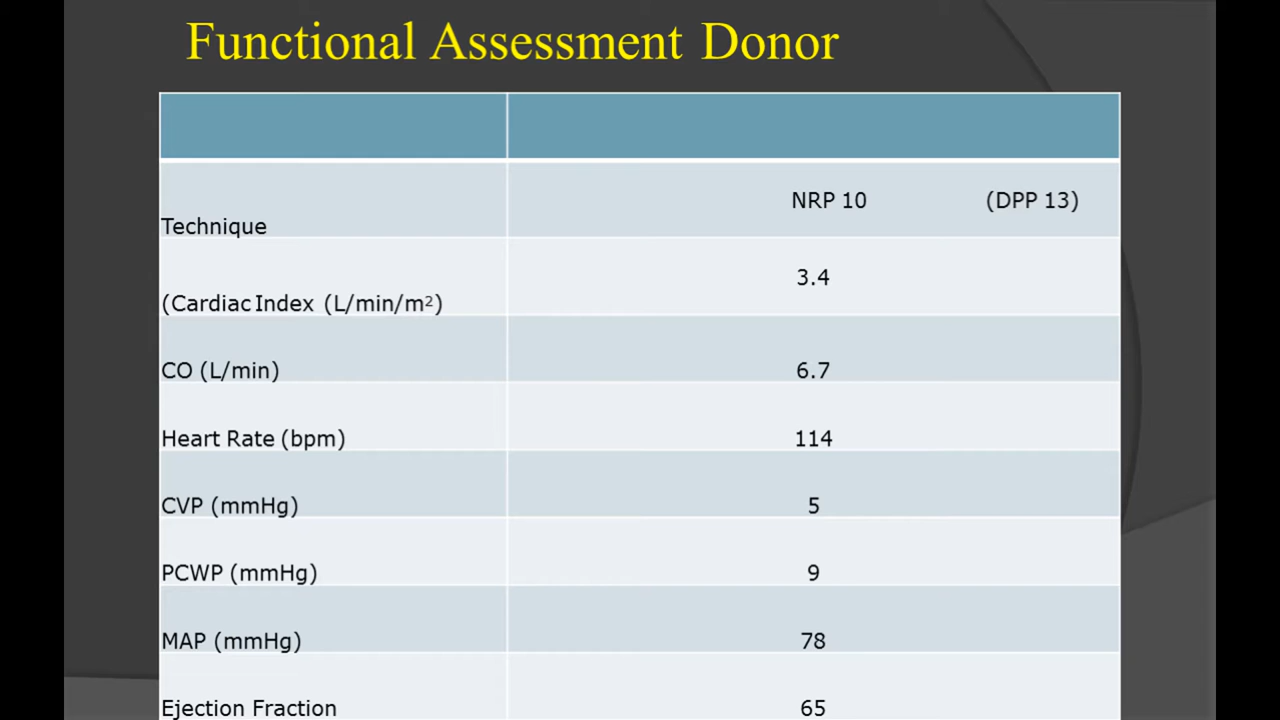 Functional Assessment Donor
Technique NRP 10 (DPP 13)
(Cardiac Index (L/min/m²) 3.4
CO (L/min) 6.7
Heart Rate (bpm) 114
CVP (mmHg) 5
PCWP (mmHg) 9
MAP (mmHg) 78
Ejection Fraction 65